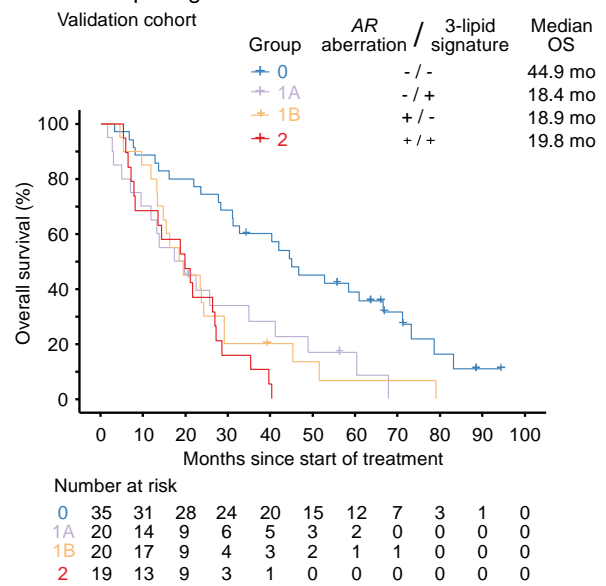 Validation cohort
AR aberration / 3-lipid signature
Group
Median OS
0 - / - 44.9 mo
1A - / + 18.4 mo
1B + / - 18.9 mo
2 + / + 19.8 mo
Overall survival (%)
100
80
60
40
20
0
0 10 20 30 40 50 60 70 80 90 100
Months since start of treatment
Number at risk
0 35 31 28 24 20 15 12 7 3 1 0
1A 20 14 9 6 5 3 2 0 0 0 0
1B 20 17 9 4 3 2 1 1 0 0 0
2 19 13 9 3 1 0 0 0 0 0 0